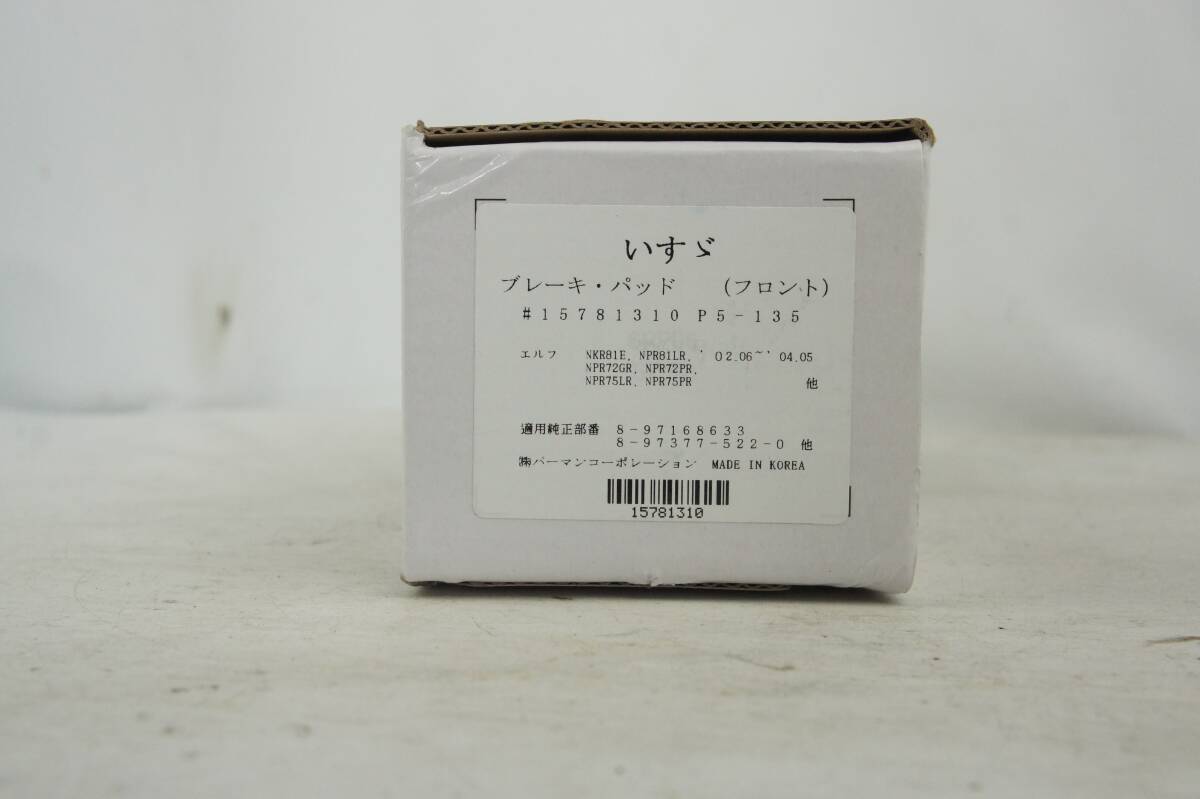 いすゞ
ブレーキ・パッド (フロント)
#15781310 P5-135
エルフ NKR81E, NPR81LR, '02.06~'04.05
NPR72GR, NPR72PR,
NPR75LR, NPR75PR 他
適用純正部番 8-97168633
8-97377-522-0 他
㈱パーマンコーポレーション MADE IN KOREA
15781310